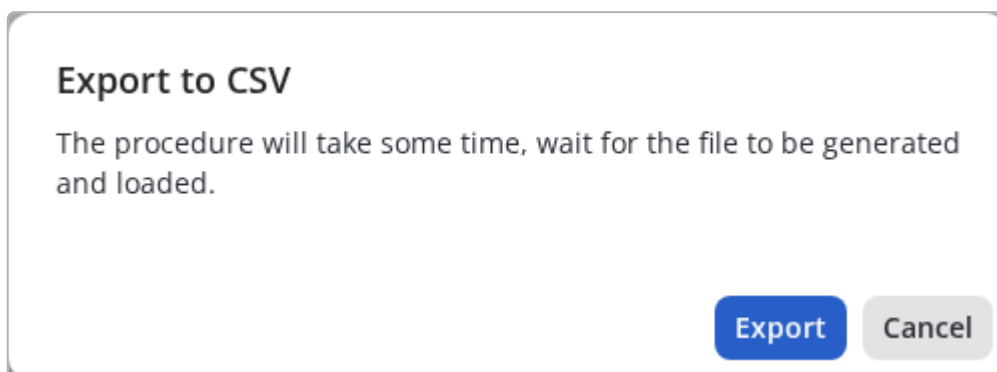 Export to CSV
The procedure will take some time, wait for the file to be generated
and loaded.
Export
Cancel